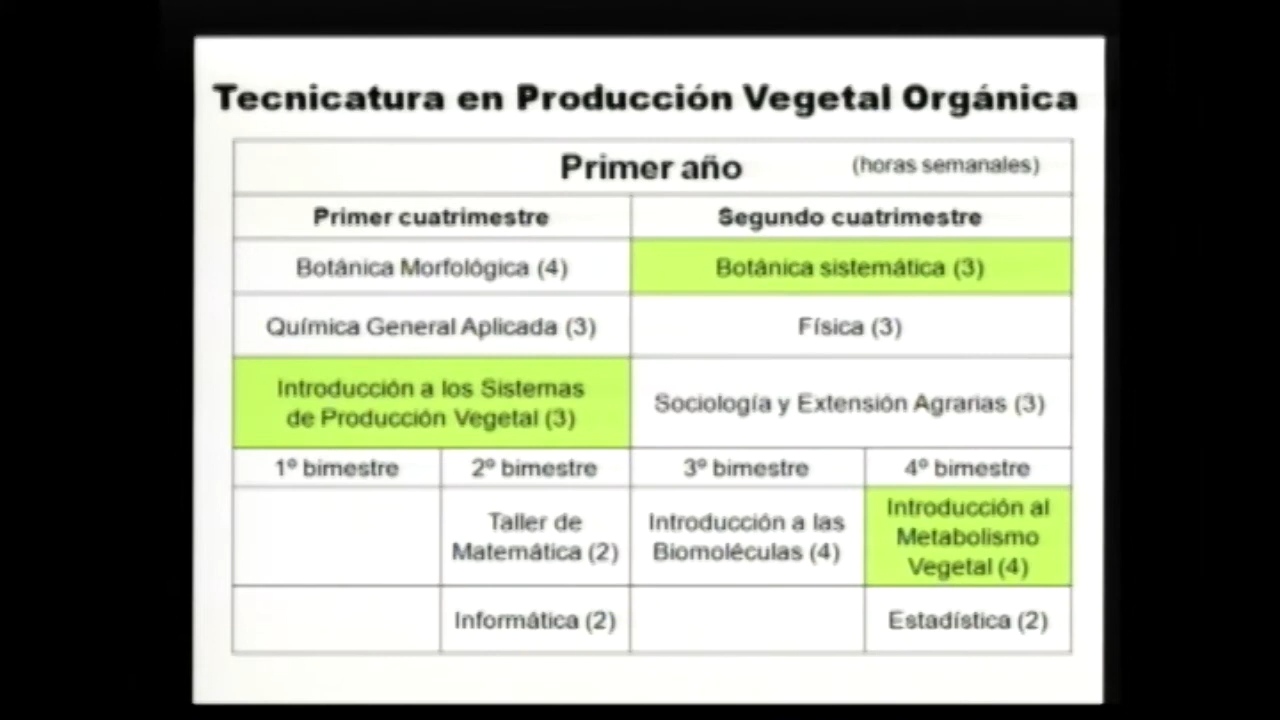 Tecnicatura en Producción Vegetal Orgánica
Primer año (horas semanales)
Primer cuatrimestre Segundo cuatrimestre
Botánica Morfológica (4) Botánica sistemática (3)
Química General Aplicada (3) Física (3)
Introducción a los Sistemas
de Producción Vegetal (3)
Sociología y Extensión Agrarias (3)
1º bimestre 2º bimestre 3º bimestre 4º bimestre
Taller de
Matemática (2)
Introducción a las
Biomoléculas (4)
Introducción al
Metabolismo
Vegetal (4)
Informática (2) Estadística (2)